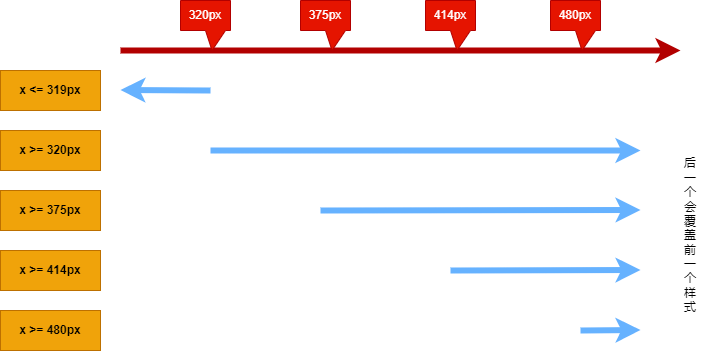 320px
375px
414px
480px
x <= 319px
x >= 320px
x >= 375px
x >= 414px
x >= 480px
后一个会覆盖前一个样式